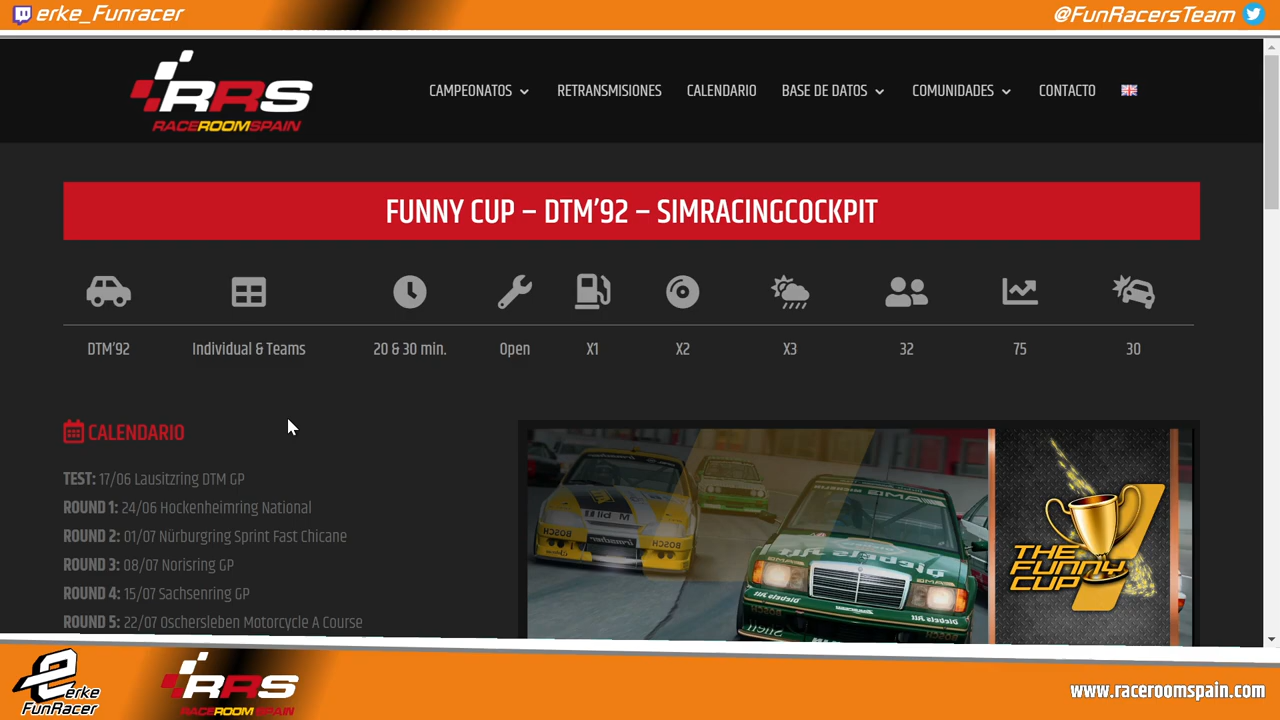 erke_Funracer
@FunRacersTeam
RRS
RACEROOMSPAIN
CAMPEONATOS
RETRANSMISIONES
CALENDARIO
BASE DE DATOS
COMUNIDADES
CONTACTO
FUNNY CUP – DTM’92 – SIMRACINGCOCKPIT
DTM’92
Individual & Teams
20 & 30 min.
Open
X1
X2
X3
32
75
30
CALENDARIO
TEST: 17/06 Lausitzring DTM GP
ROUND 1: 24/06 Hockenheimring National
ROUND 2: 01/07 Nürburgring Sprint Fast Chicane
ROUND 3: 08/07 Norisring GP
ROUND 4: 15/07 Sachsenring GP
ROUND 5: 22/07 Oschersleben Motorcycle A Course
BOSCH
BOSCH
THE
FUNNY
CUP
erke
FunRacer
RRS
RACEROOMSPAIN
www.raceroomspain.com